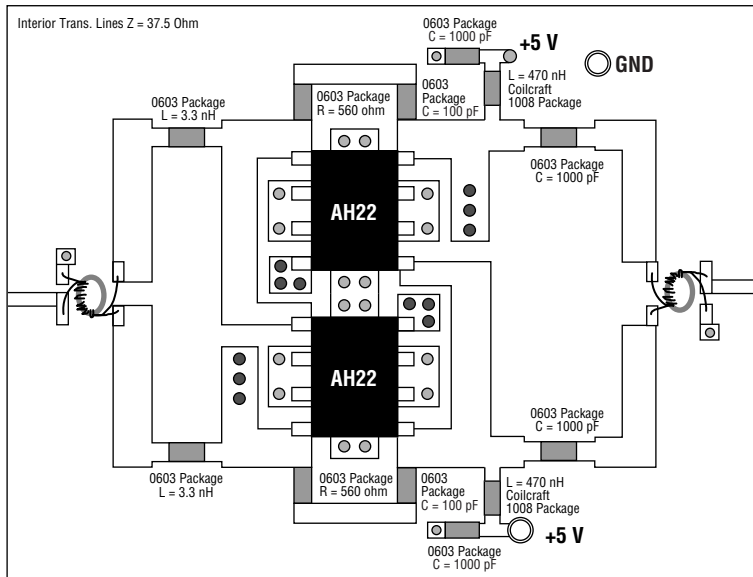 Interior Trans. Lines Z = 37.5 Ohm
0603 Package
C = 1000 pF
+5 V
GND
0603 Package
L = 3.3 nH
0603 Package
R = 560 ohm
0603
Package
C = 100 pF
L = 470 nH
Coilcraft
1008 Package
0603 Package
C = 1000 pF
AH22
AH22
0603 Package
C = 1000 pF
0603 Package
L = 3.3 nH
0603 Package
R = 560 ohm
0603
Package
C = 100 pF
L = 470 nH
Coilcraft
1008 Package
+5 V
0603 Package
C = 1000 pF